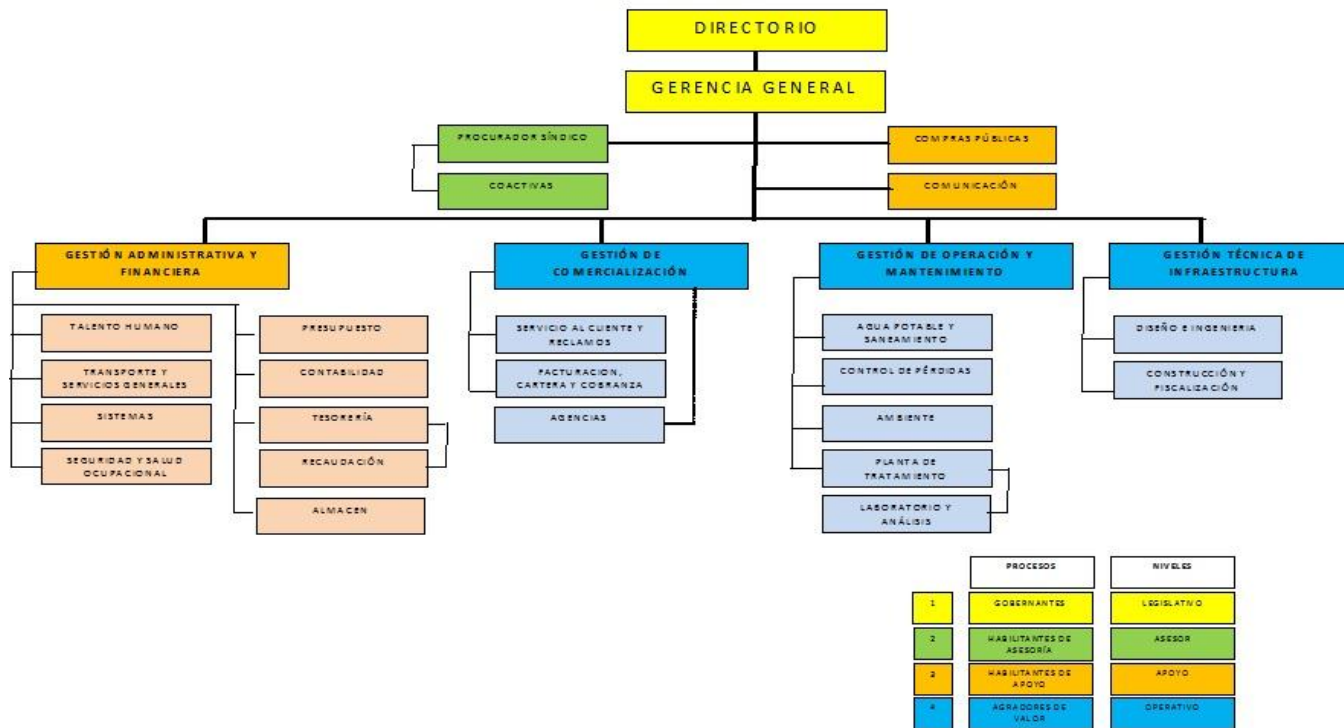 DIRECTORIO
GERENCIA GENERAL
PROCURADOR SÍNDICO
COMPRAS PÚBLICAS
COACTIVAS
COMUNICACIÓN
GESTIÓN ADMINISTRATIVA Y
FINANCIERA
GESTIÓN DE
COMERCIALIZACIÓN
GESTIÓN DE OPERACIÓN Y
MANTENIMIENTO
GESTIÓN TÉCNICA DE
INFRAESTRUCTURA
TALENTO HUMANO
TRANSPORTE Y
SERVICIOS GENERALES
SISTEMAS
SEGURIDAD Y SALUD
OCUPACIONAL
PRESUPUESTO
CONTABILIDAD
TESORERÍA
RECAUDACIÓN
ALMACEN
SERVICIO AL CLIENTE Y
RECLAMOS
FACTURACION,
CARTERA Y COBRANZA
AGENCIAS
AGUA POTABLE Y
SANEAMIENTO
CONTROL DE PÉRDIDAS
AMBIENTE
PLANTA DE
TRATAMIENTO
LABORATORIO Y
ANÁLISIS
DISEÑO E INGENIERIA
CONSTRUCCIÓN Y
FISCALIZACIÓN
PROCESOS
NIVELES
1
GOBERNANTES
LEGISLATIVO
2
HABILITANTES DE
ASESORÍA
ASESOR
3
HABILITANTES DE
APOYO
APOYO
4
AGRADORES DE
VALOR
OPERATIVO